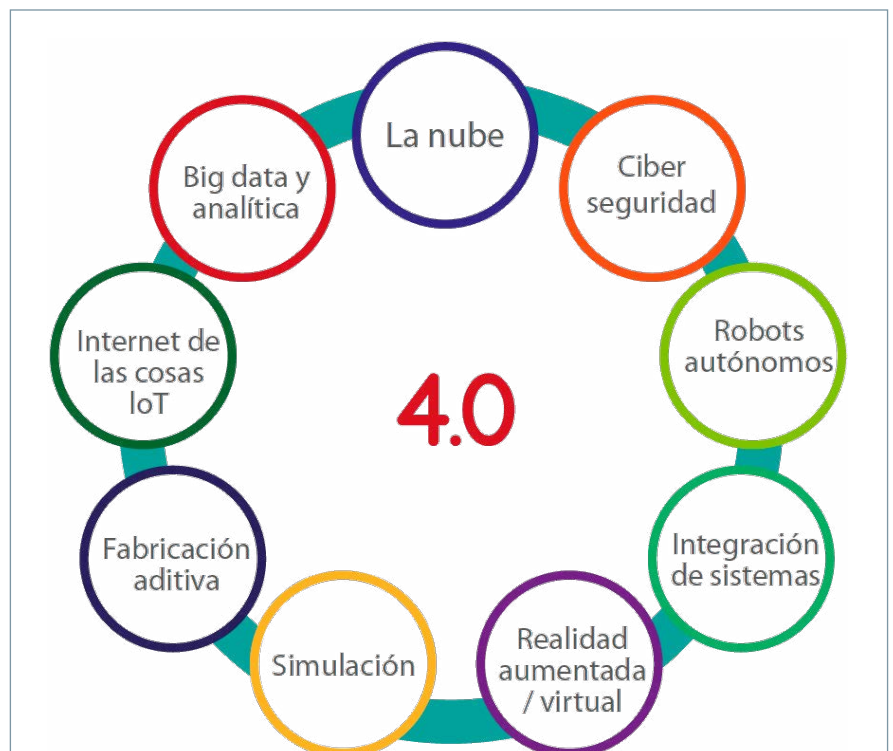 La nube
Ciber
seguridad
Robots
autónomos
Integración
de sistemas
Realidad
aumentada
/ virtual
Simulación
Fabricación
aditiva
Internet de
las cosas
IoT
Big data y
analítica
4.0